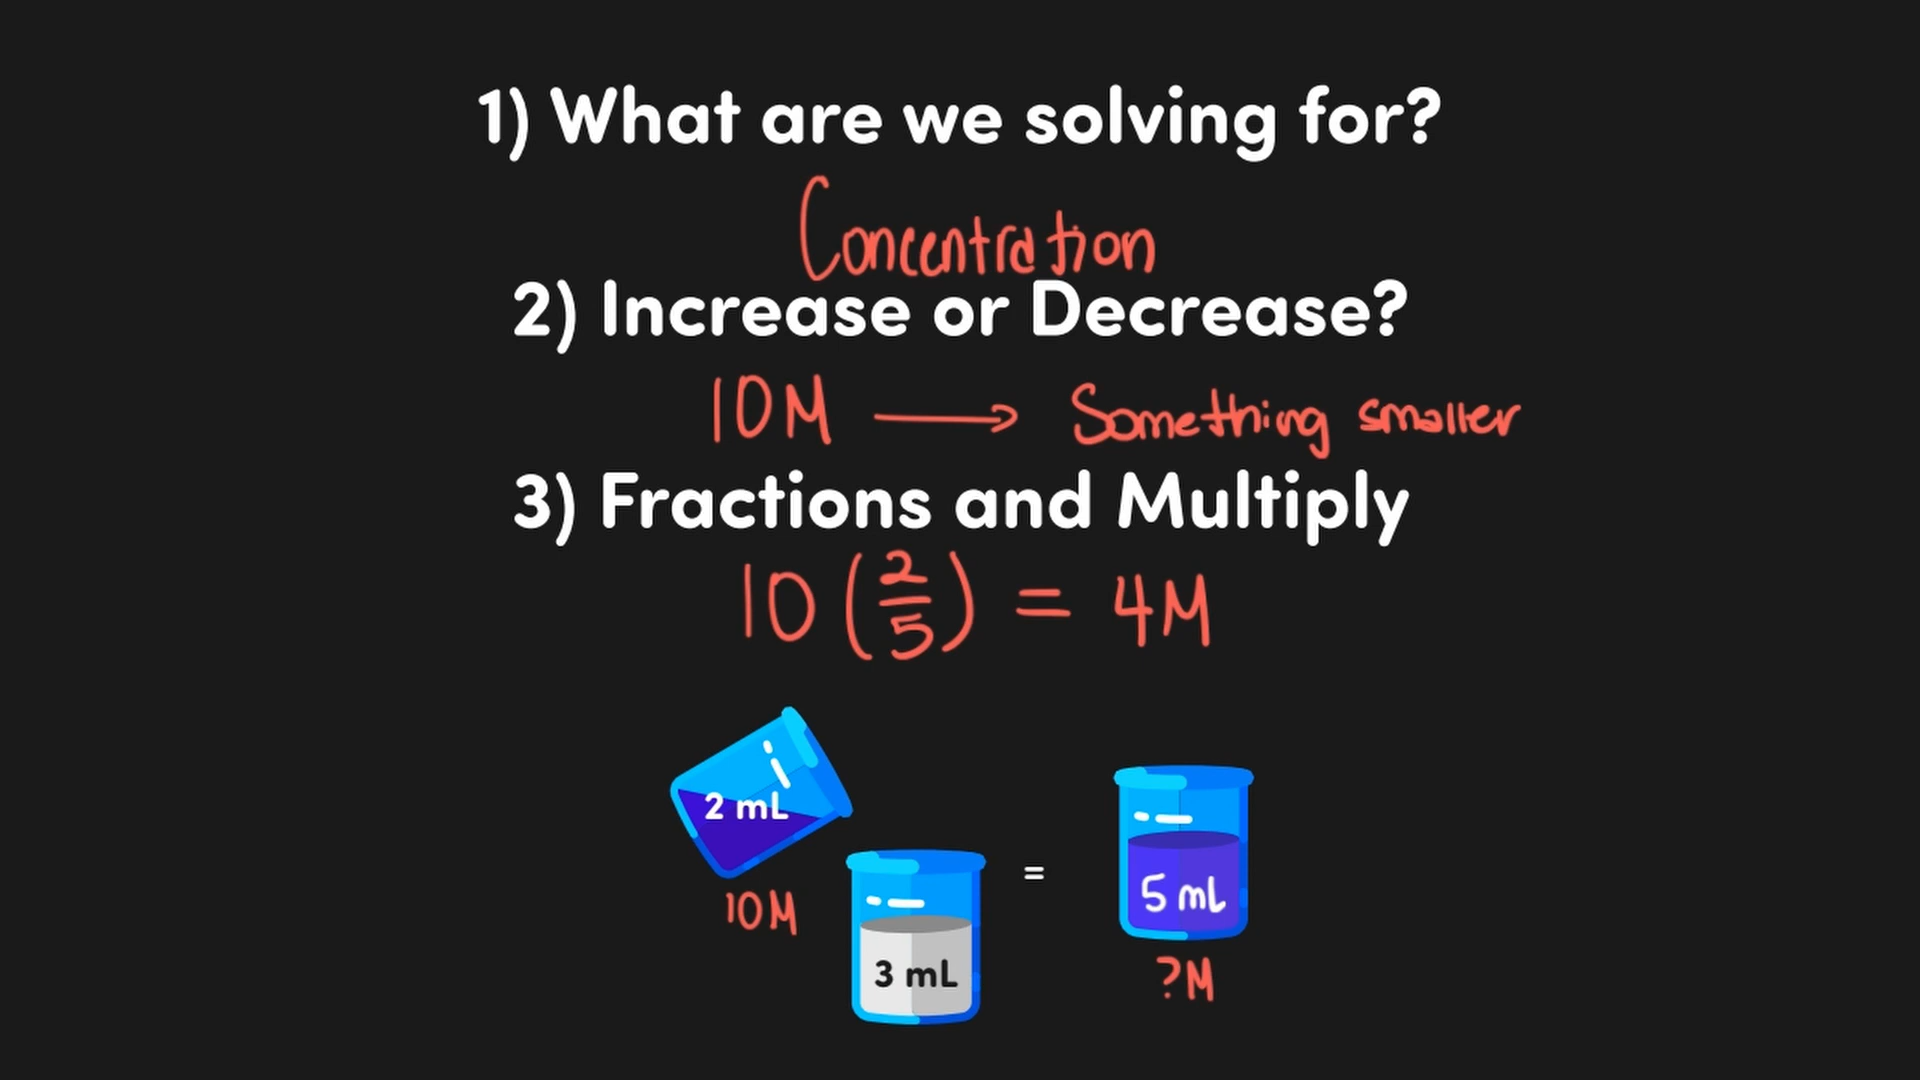 1) What are we solving for?
Concentration
2) Increase or Decrease?
10M → Something smaller
3) Fractions and Multiply
10 (2/5) = 4M
2 mL
10M
3 mL
=
5 mL
?M